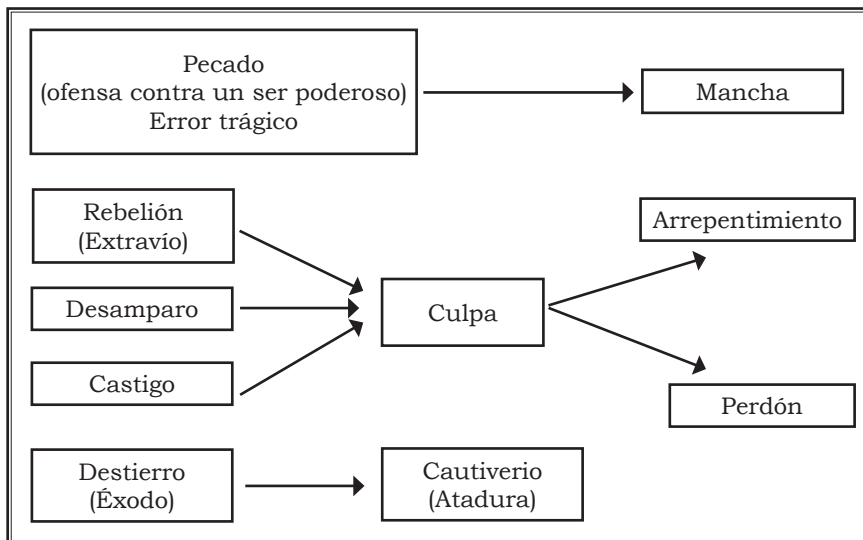 Pecado
(ofensa contra un ser poderoso)
Error trágico
Mancha
Rebelión
(Extravío)
Desamparo
Castigo
Culpa
Arrepentimiento
Perdón
Destierro
(Éxodo)
Cautiverio
(Atadura)